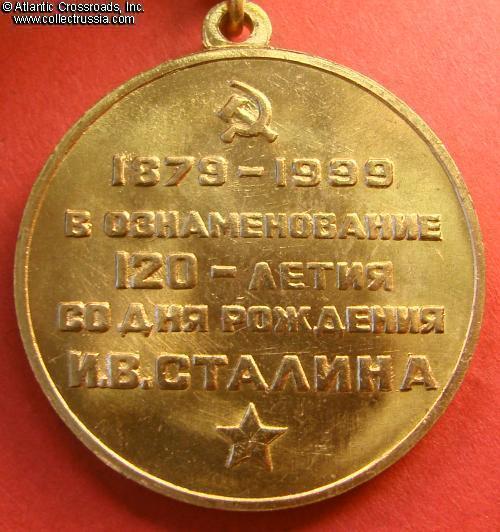 © Atlantic Crossroads, Inc.
www.collectrussia.com
1879-1999
В ОЗНАМЕНОВАНИЕ
120-ЛЕТИЯ
СО ДНЯ РОЖДЕНИЯ
И.В.СТАЛИНА